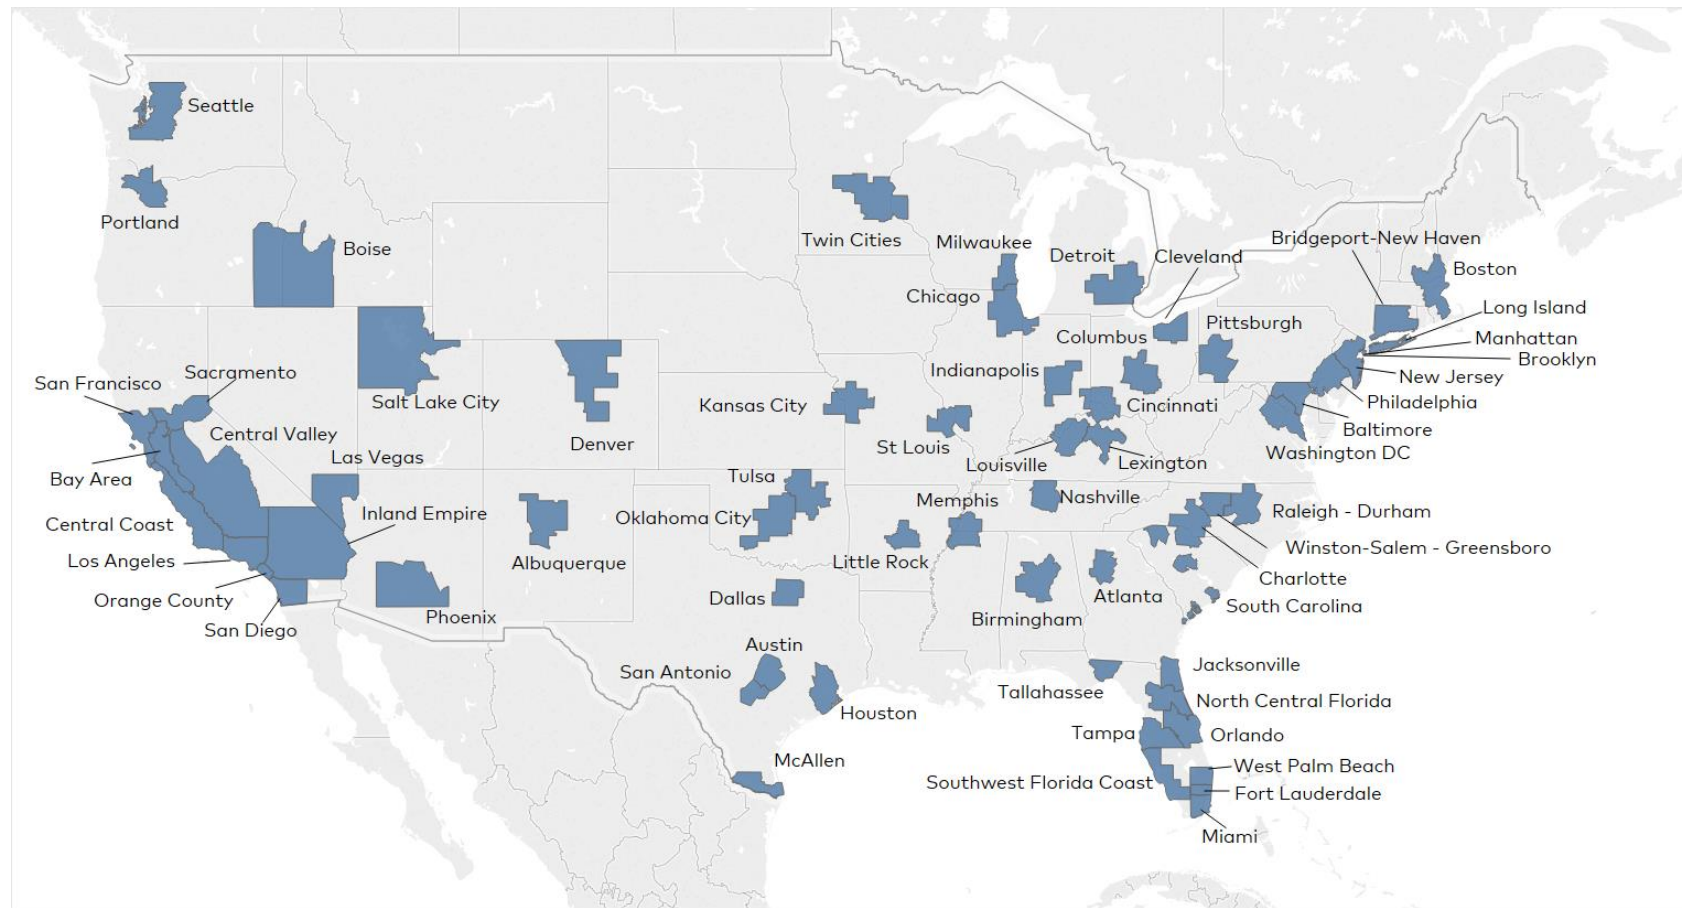 Seattle
Portland
Boise
Twin Cities
Milwaukee
Detroit
Cleveland
Bridgeport-New Haven
Boston
Chicago
Columbus
Pittsburgh
Long Island
Manhattan
Brooklyn
New Jersey
Philadelphia
Baltimore
Washington DC
San Francisco
Sacramento
Salt Lake City
Denver
Kansas City
St Louis
Indianapolis
Cincinnati
Louisville
Lexington
Central Valley
Las Vegas
Bay Area
Central Coast
Inland Empire
Los Angeles
Orange County
San Diego
Phoenix
Albuquerque
Tulsa
Oklahoma City
Memphis
Nashville
Little Rock
Raleigh - Durham
Winston-Salem - Greensboro
Charlotte
South Carolina
Dallas
Birmingham
Atlanta
Austin
San Antonio
Houston
McAllen
Tallahassee
Jacksonville
North Central Florida
Tampa
Orlando
West Palm Beach
Southwest Florida Coast
Fort Lauderdale
Miami